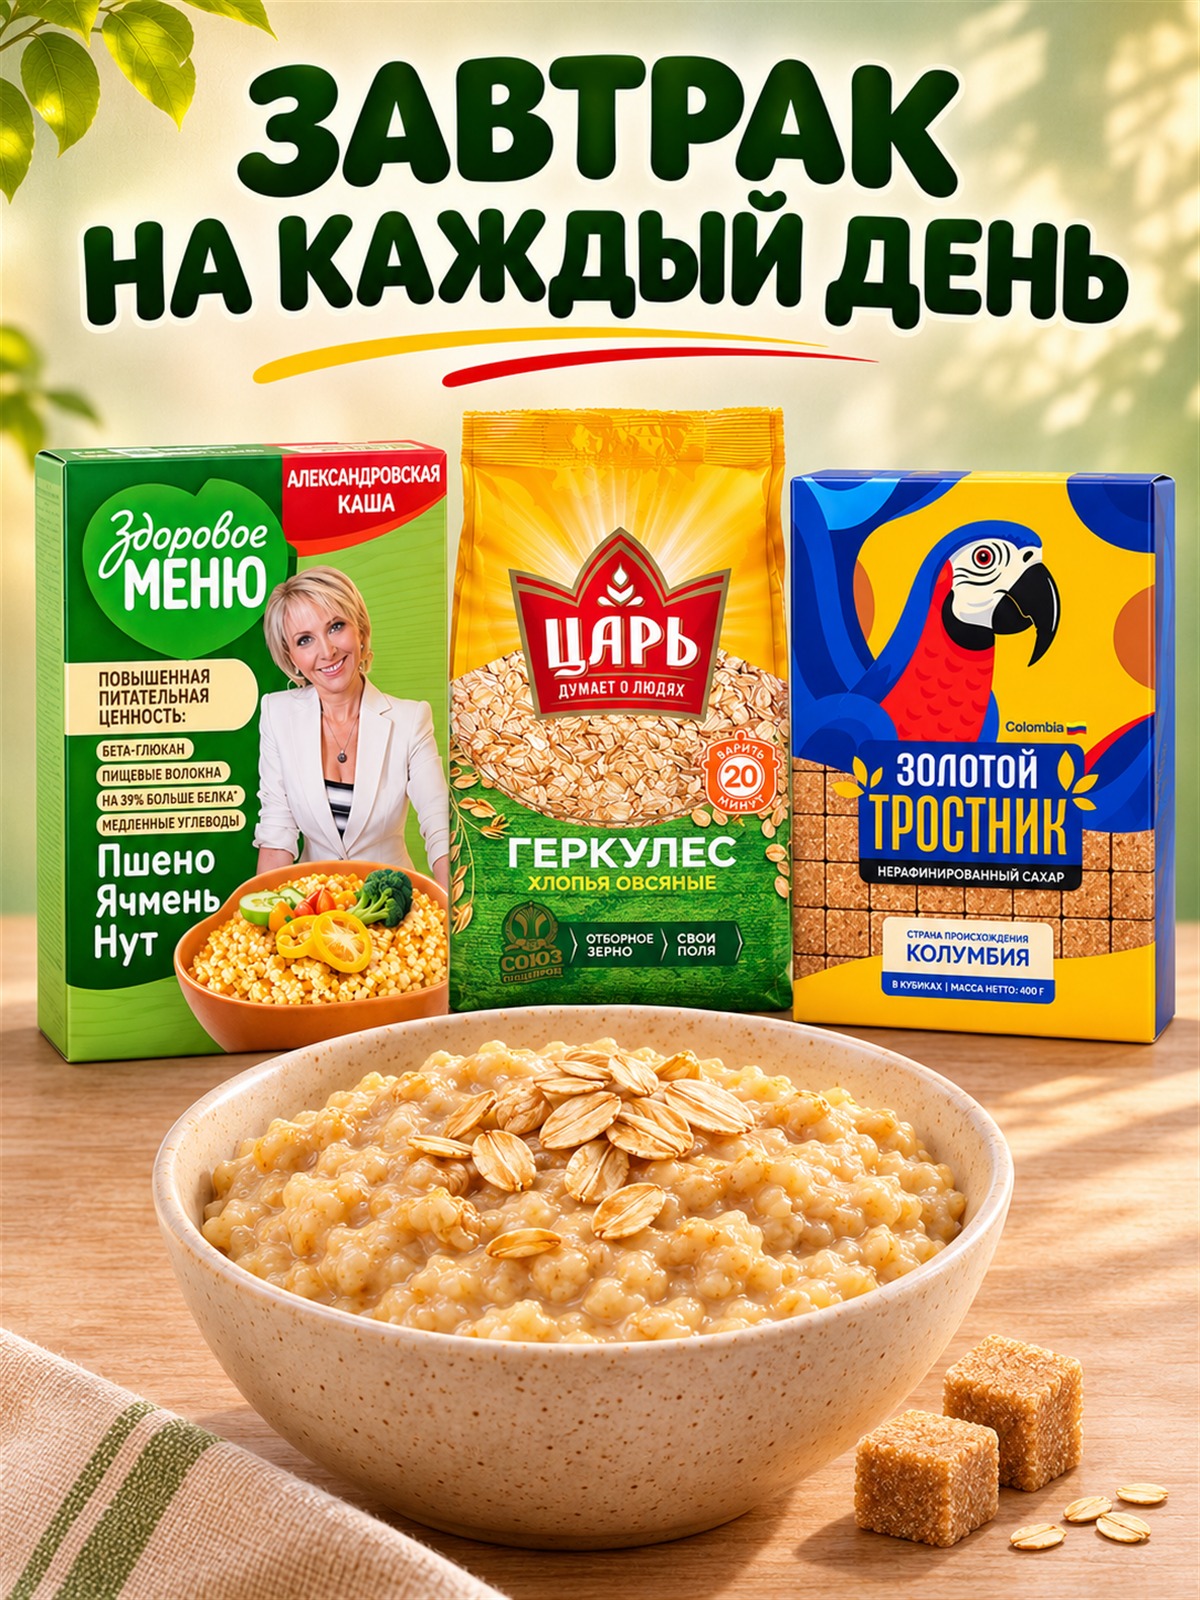 ЗАВТРАК
НА КАЖДЫЙ ДЕНЬ
АЛЕКСАНДРОВСКАЯ
КАША
Здоровое
МЕНЮ
ПОВЫШЕННАЯ
ПИТАТЕЛЬНАЯ
ЦЕННОСТЬ:
БЕТА-ГЛЮКАН
ПИЩЕВЫЕ ВОЛОКНА
НА 39% БОЛЬШЕ БЕЛКА*
МЕДЛЕННЫЕ УГЛЕВОДЫ
Пшено
Ячмень
Нут
ЦАРЬ
ДУМАЕТ О ЛЮДЯХ
ВАРИТЬ
20
МИНУТ
ГЕРКУЛЕС
ХЛОПЬЯ ОВСЯНЫЕ
СОЮЗ
ОТБОРНОЕ
ЗЕРНО
СВОИ
ПОЛЯ
Colombia
ЗОЛОТОЙ
ТРОСТНИК
НЕРАФИНИРОВАННЫЙ САХАР
СТРАНА ПРОИСХОЖДЕНИЯ
КОЛУМБИЯ
В КУБИКАХ | МАССА НЕТТО: 400 Г